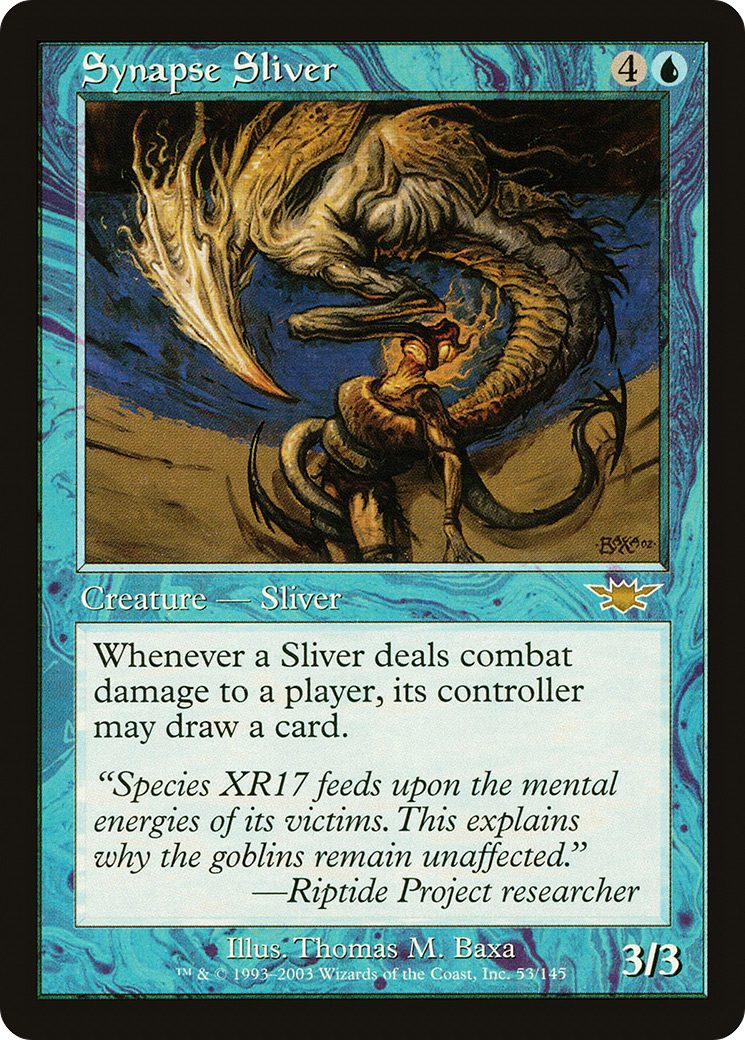 Synapse Sliver
4
BAXA 02
Creature — Sliver
Whenever a Sliver deals combat
damage to a player, its controller
may draw a card.
“Species XR17 feeds upon the mental
energies of its victims. This explains
why the goblins remain unaffected.”
—Riptide Project researcher
Illus. Thomas M. Baxa
™ & © 1993–2003 Wizards of the Coast, Inc. 53/145
3/3